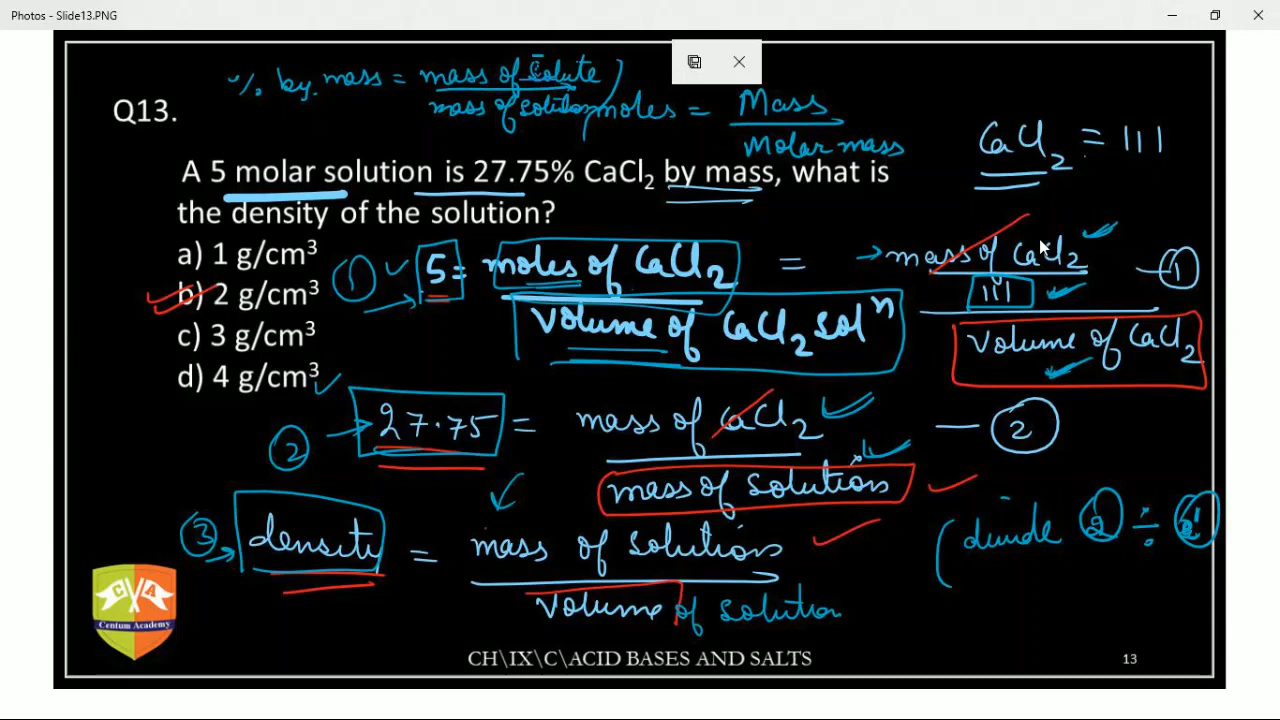 Photos - Slide13.PNG
% by. mass = mass of solute / mass of solution
moles = Mass / Molar mass
Q13.
CaCl2 = 111
A 5 molar solution is 27.75% CaCl2 by mass, what is
the density of the solution?
a) 1 g/cm3
b) 2 g/cm3
c) 3 g/cm3
d) 4 g/cm3
① 5 = moles of CaCl2 / volume of CaCl2 soln = mass of CaCl2 / 111 / volume of CaCl2 — ①
② 27.75 = mass of CaCl2 / mass of solution — ②
③ density = mass of solution / volume of solution
(divide ② ÷
CA
Centum Academy
CH\IX\C\ACID BASES AND SALTS
13